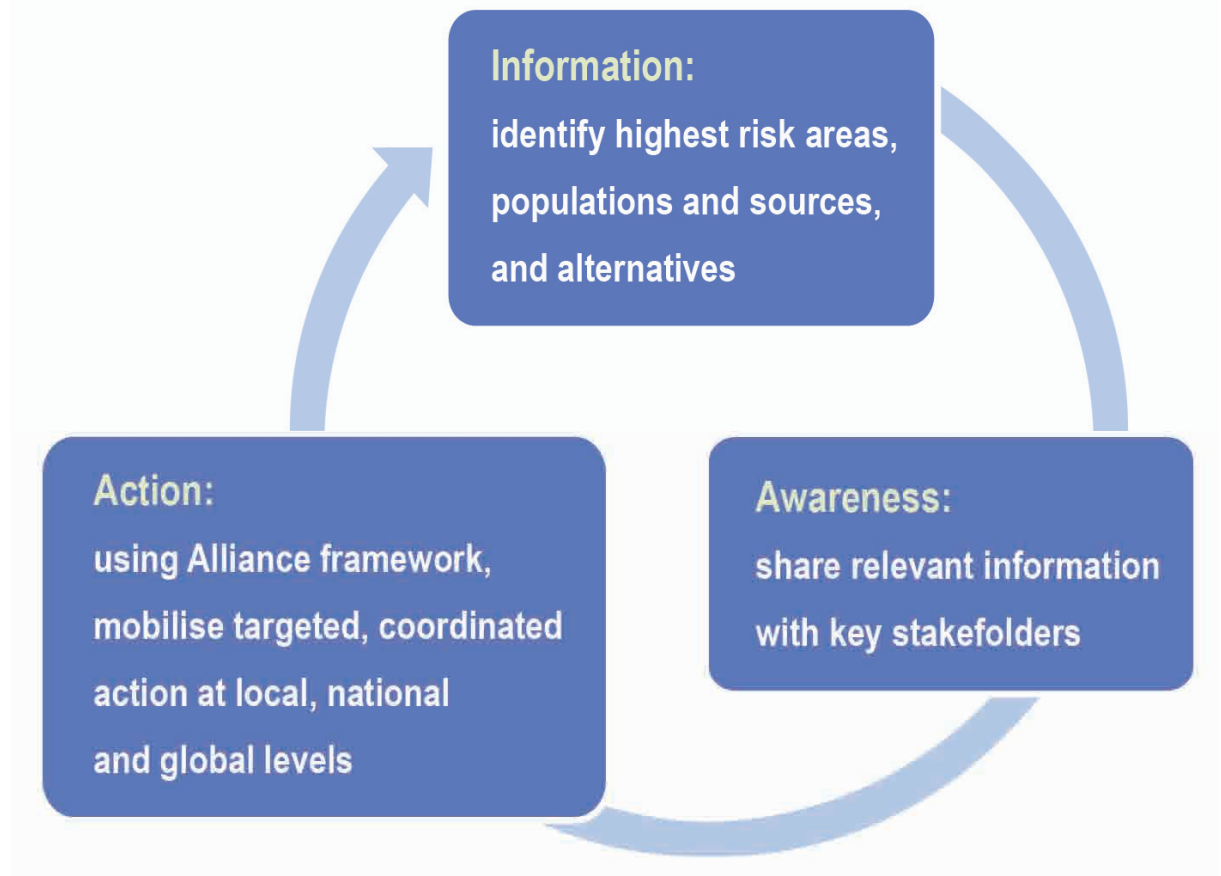 Information:
identify highest risk areas,
populations and sources,
and alternatives
Awareness:
share relevant information
with key stakefolders
Action:
using Alliance framework,
mobilise targeted, coordinated
action at local, national
and global levels